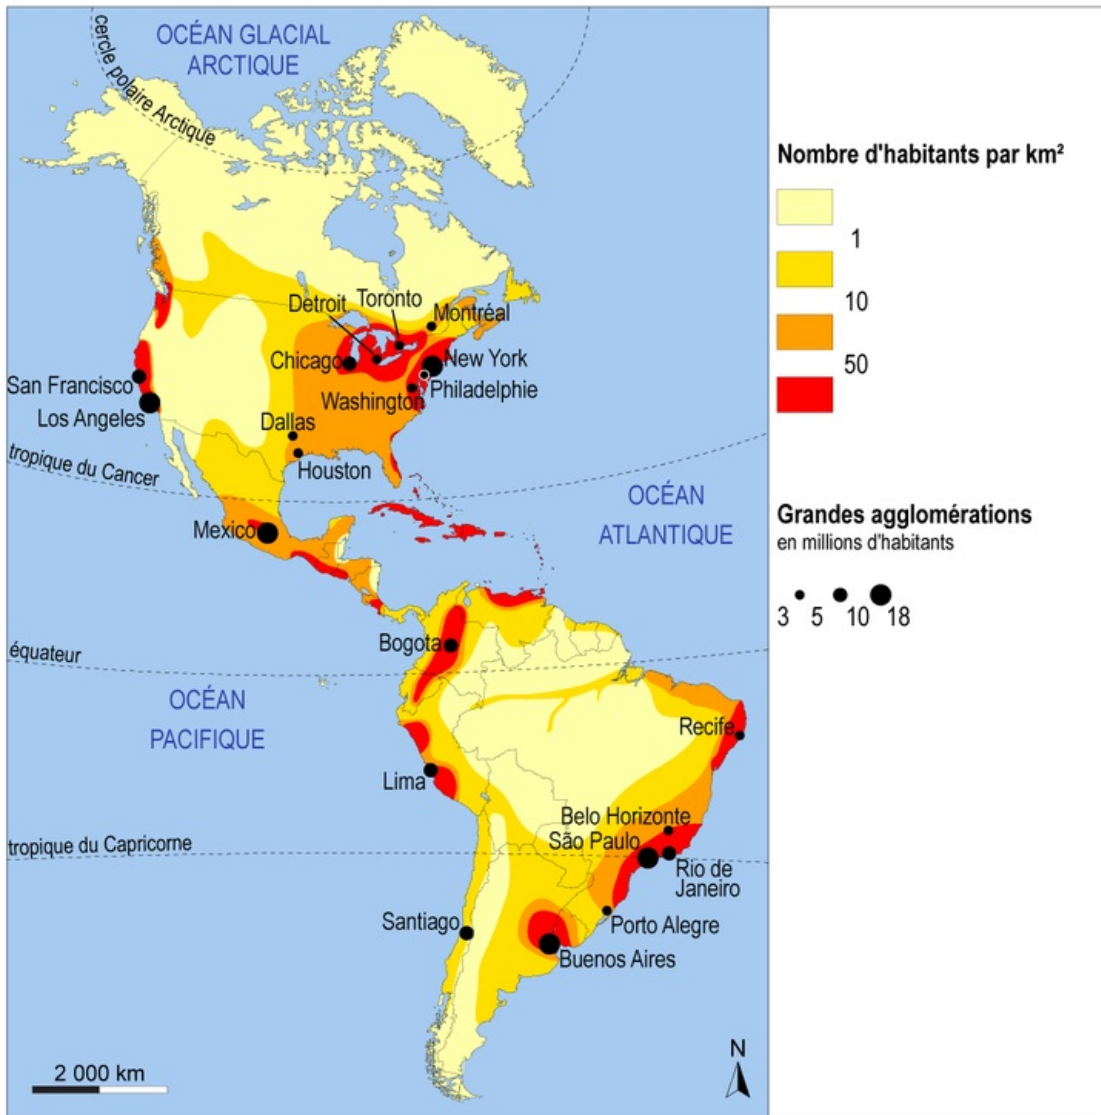 OCÉAN GLACIAL
ARCTIQUE
cercle polaire Arctique
Nombre d'habitants par km²
1
10
50
Detroit
Toronto
Montréal
Chicago
New York
Philadelphie
Washington
San Francisco
Los Angeles
Dallas
Houston
tropique du Cancer
OCÉAN
ATLANTIQUE
Grandes agglomérations
en millions d'habitants
3 5 10 18
Mexico
Bogota
équateur
OCÉAN
PACIFIQUE
Recife
Lima
Belo Horizonte
São Paulo
tropique du Capricorne
Rio de
Janeiro
Santiago
Porto Alegre
Buenos Aires
2 000 km
N